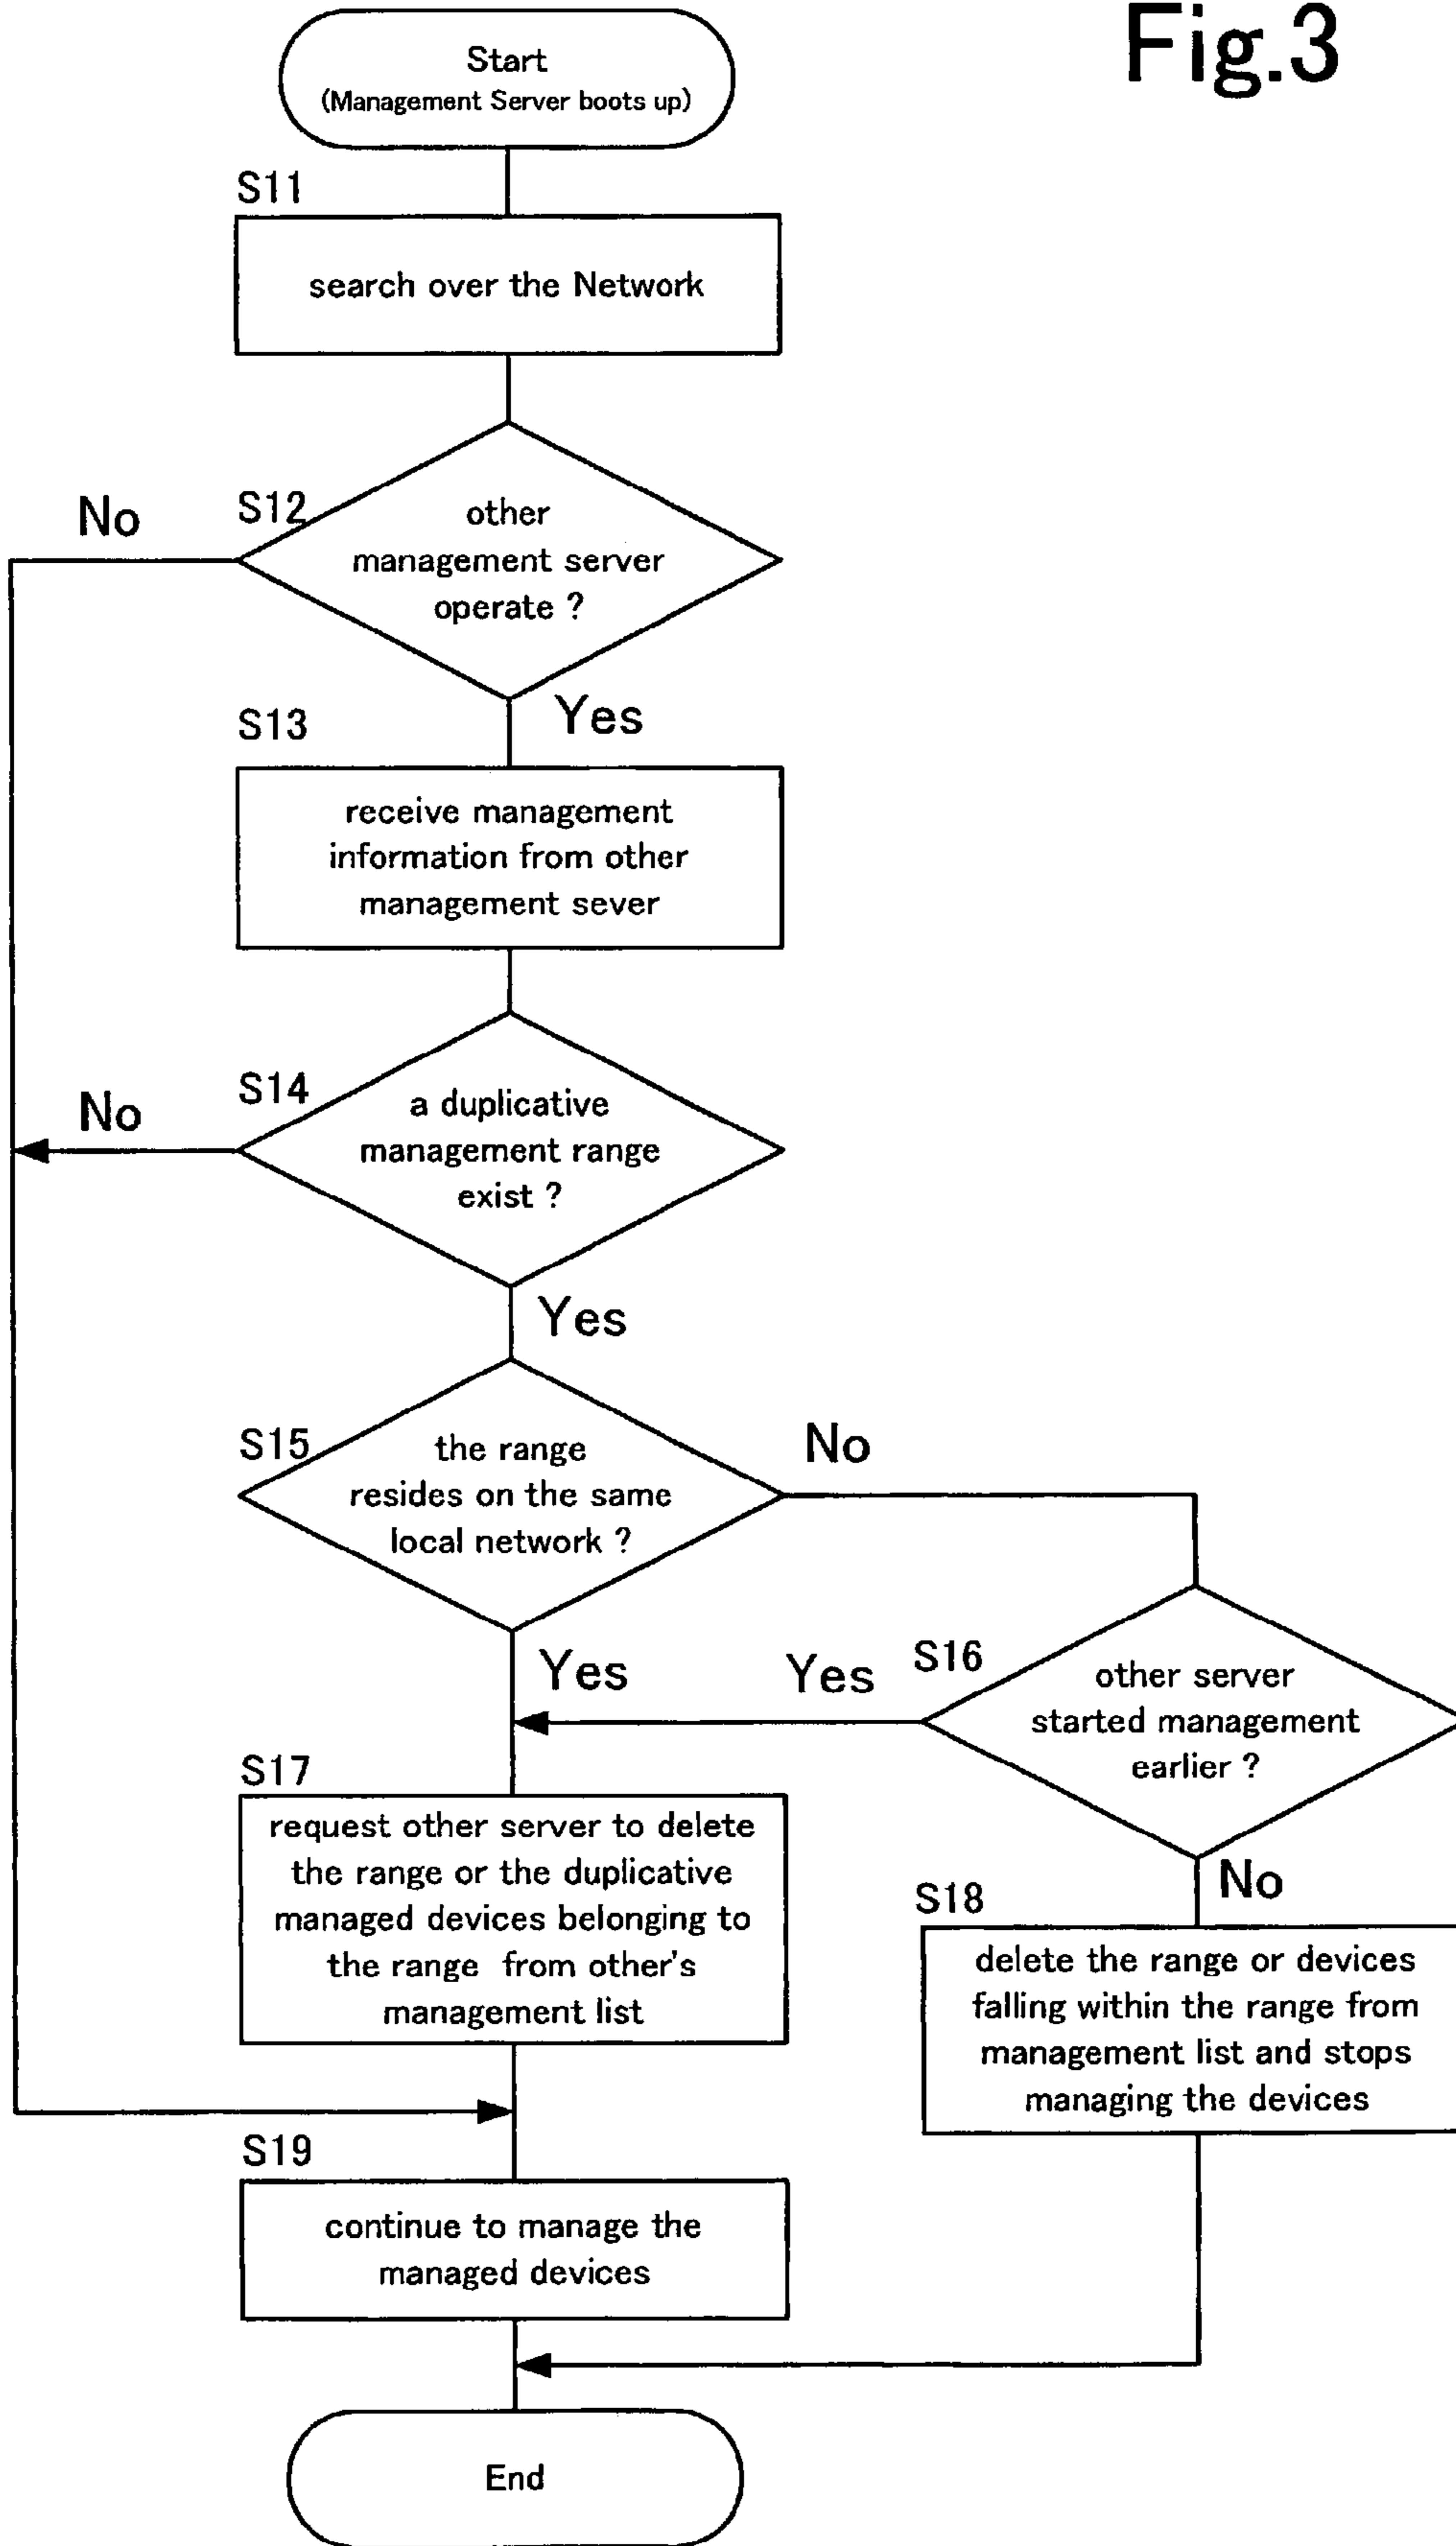 Fig.3
Start
(Management Server boots up)
S11
search over the Network
No
S12
other
management server
operate ?
Yes
S13
receive management
information from other
management sever
No
S14
a duplicative
management range
exist ?
Yes
S15
the range
resides on the same
local network ?
No
Yes
Yes
S16
other server
started management
earlier ?
S17
request other server to delete
the range or the duplicative
managed devices belonging to
the range from other's
management list
No
S18
delete the range or devices
falling within the range from
management list and stops
managing the devices
S19
continue to manage the
managed devices
End